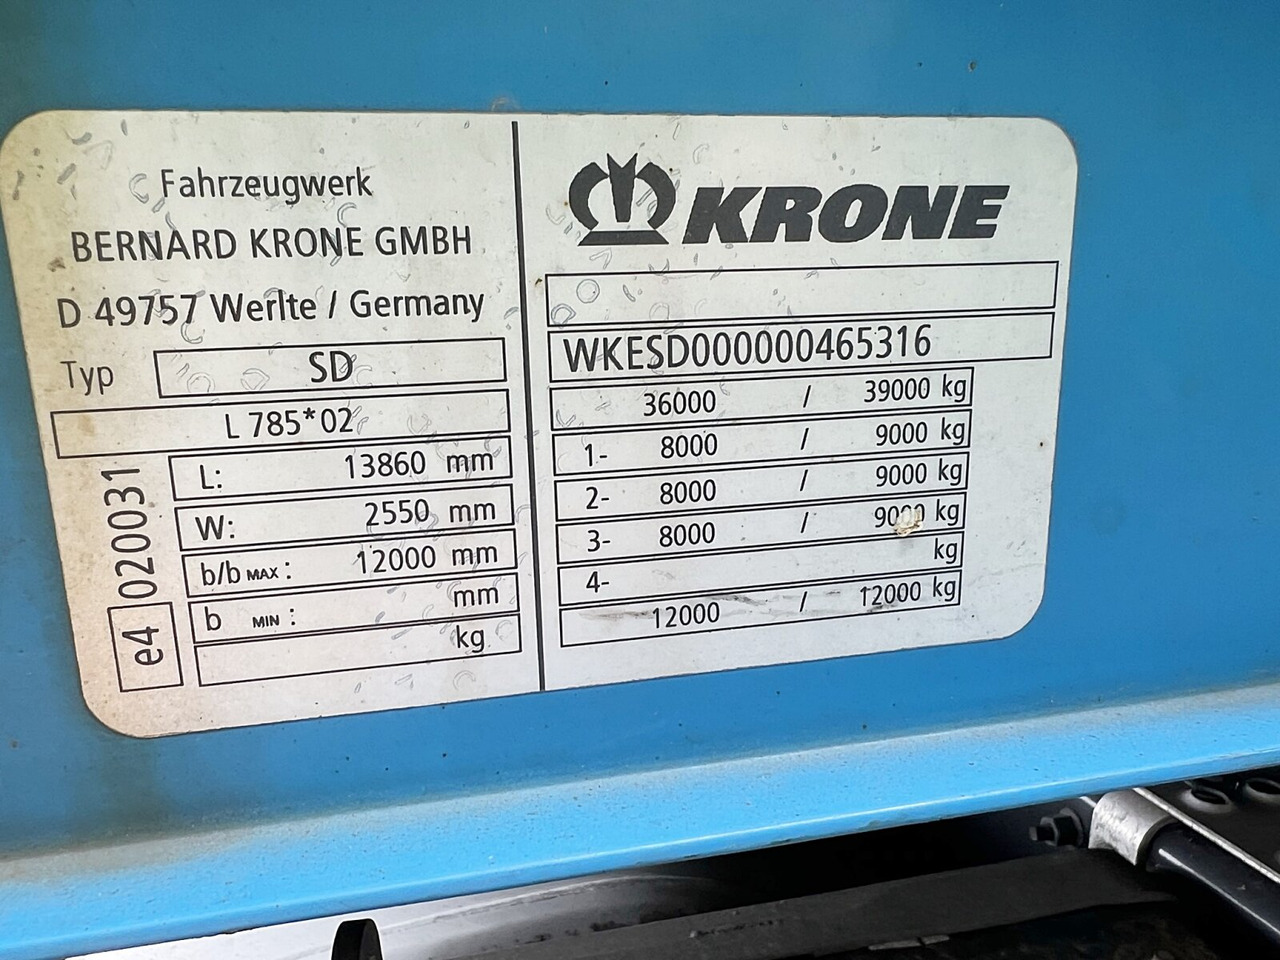 Fahrzeugwerk
BERNARD KRONE GMBH
D 49757 Werlte / Germany
Typ SD
L 785*02
L: 13860 mm
W: 2550 mm
b/b MAX : 12000 mm
b MIN : mm
kg
e4 020031
KRONE
WKESD000000465316
36000 / 39000 kg
1- 8000 / 9000 kg
2- 8000 / 9000 kg
3- 8000 / 9000 kg
4- kg
12000 / 12000 kg